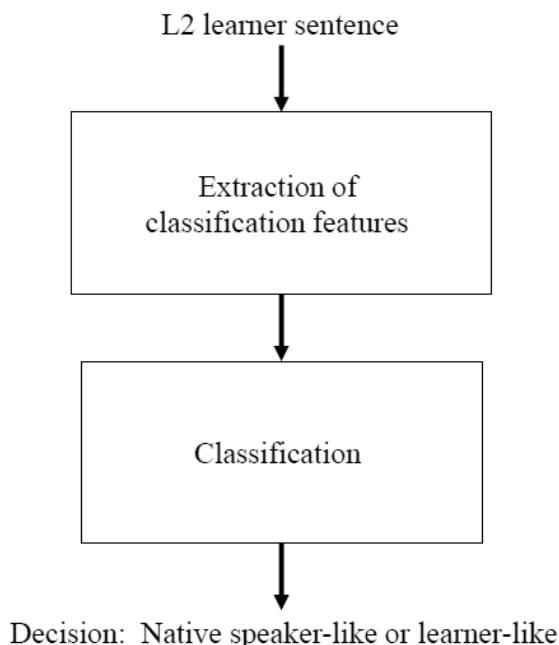 L2 learner sentence
Extraction of
classification features
Classification
Decision: Native speaker-like or learner-like